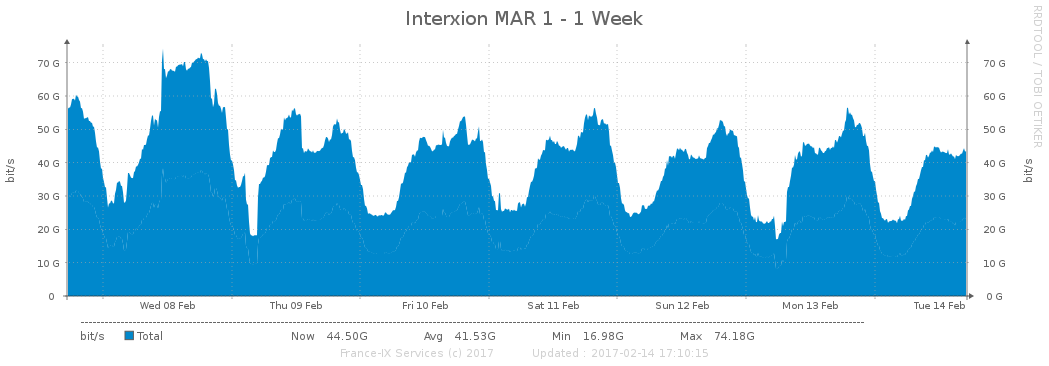 Interxion MAR 1 - 1 Week
RRDTOOL / TOBI OETIKER
bit/s
bit/s
70 G 70 G
60 G 60 G
50 G 50 G
40 G 40 G
30 G 30 G
20 G 20 G
10 G 10 G
0 0 G
Wed 08 Feb Thu 09 Feb Fri 10 Feb Sat 11 Feb Sun 12 Feb Mon 13 Feb Tue 14 Feb
bit/s Total Now 44.50G Avg 41.53G Min 16.98G Max 74.18G
France-IX Services (c) 2017 Updated : 2017-02-14 17:10:15